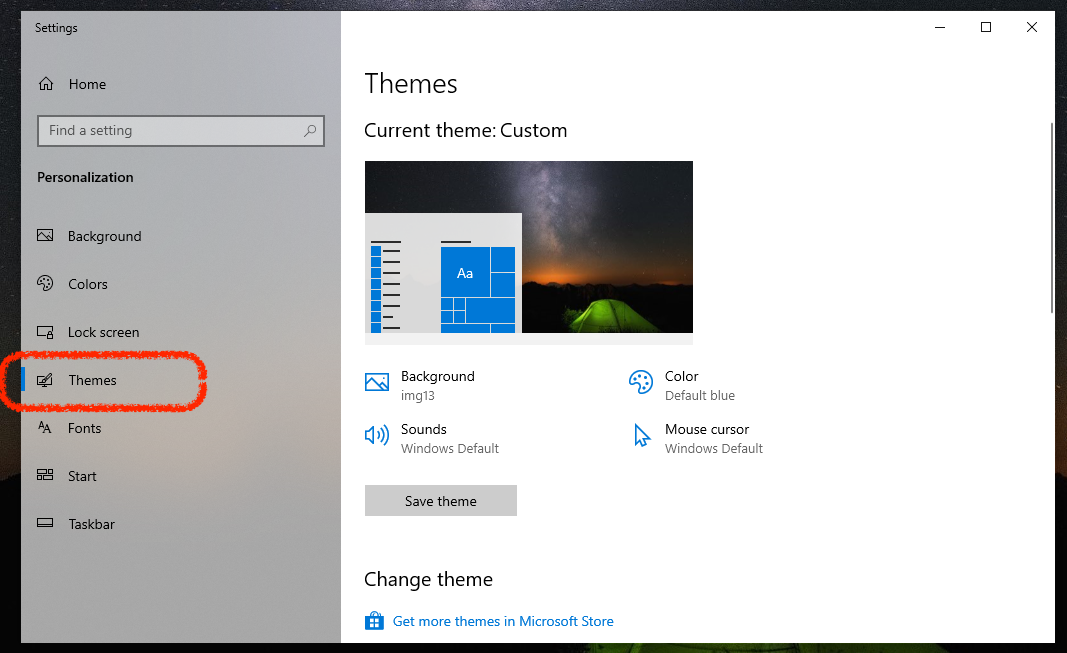 Settings
Home
Find a setting
Personalization
Background
Colors
Lock screen
Themes
Fonts
Start
Taskbar
Themes
Current theme: Custom
Aa
Background
img13
Color
Default blue
Sounds
Windows Default
Mouse cursor
Windows Default
Save theme
Change theme
Get more themes in Microsoft Store